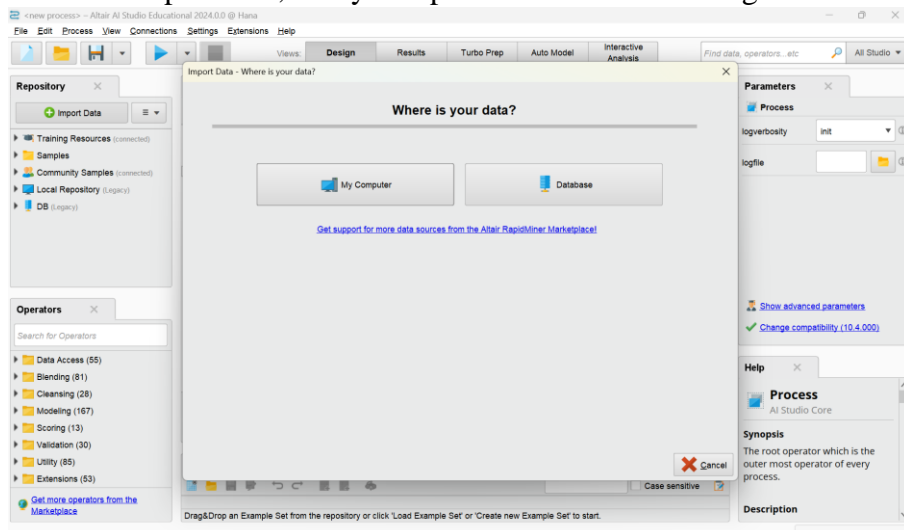 <new process> – Altair AI Studio Educational 2024.0.0 @ Hana
File Edit Process View Connections Settings Extensions Help
Views: Design Results Turbo Prep Auto Model Interactive Analysis
Find data, operators...etc All Studio
Repository
Import Data
Training Resources (connected)
Samples
Community Samples (connected)
Local Repository (Legacy)
DB (Legacy)
Operators
Search for Operators
Data Access (55)
Blending (81)
Cleansing (28)
Modeling (167)
Scoring (13)
Validation (30)
Utility (85)
Extensions (53)
Get more operators from the
Marketplace
Import Data - Where is your data?
Where is your data?
My Computer Database
Get support for more data sources from the Altair RapidMiner Marketplace!
Cancel
Case sensitive
Drag&Drop an Example Set from the repository or click 'Load Example Set' or 'Create new Example Set' to start.
Parameters
Process
logverbosity init
logfile
Show advanced parameters
Change compatibility (10.4.000)
Help
Process
AI Studio Core
Synopsis
The root operator which is the
outer most operator of every
process.
Description